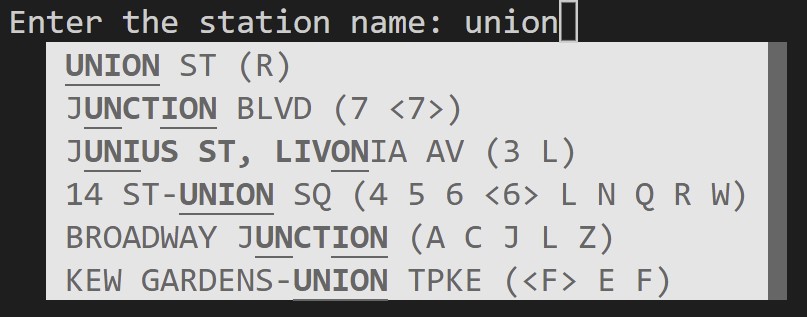 Enter the station name: union
UNION ST (R)
JUNCTION BLVD (7 <7>)
JUNIUS ST, LIVONIA AV (3 L)
14 ST-UNION SQ (4 5 6 <6> L N Q R W)
BROADWAY JUNCTION (A C J L Z)
KEW GARDENS-UNION TPKE (<F> E F)